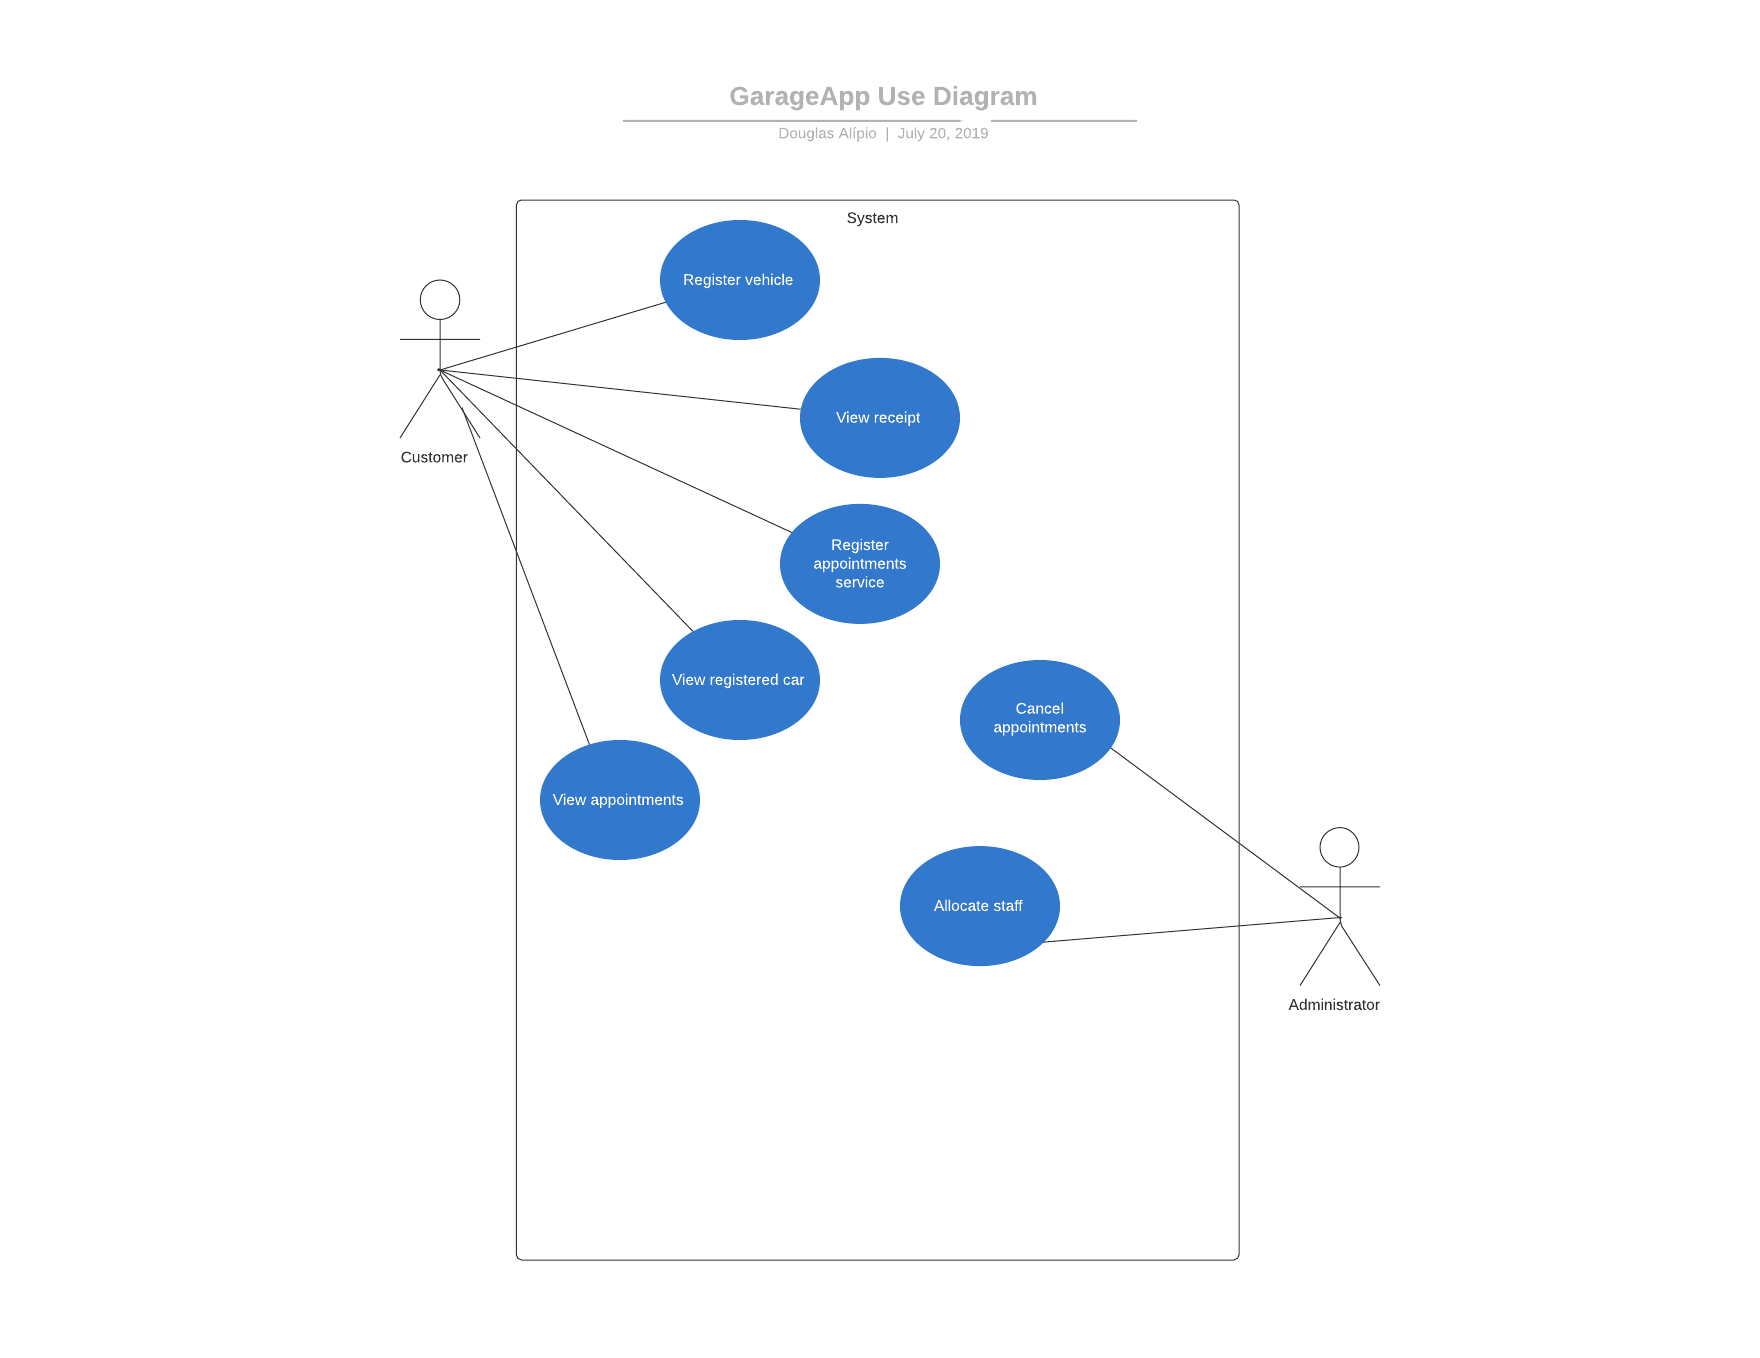 GarageApp Use Diagram
Douglas Alípio | July 20, 2019
System
Register vehicle
View receipt
Customer
Register
appointments
service
View registered car
Cancel
appointments
View appointments
Allocate staff
Administrator